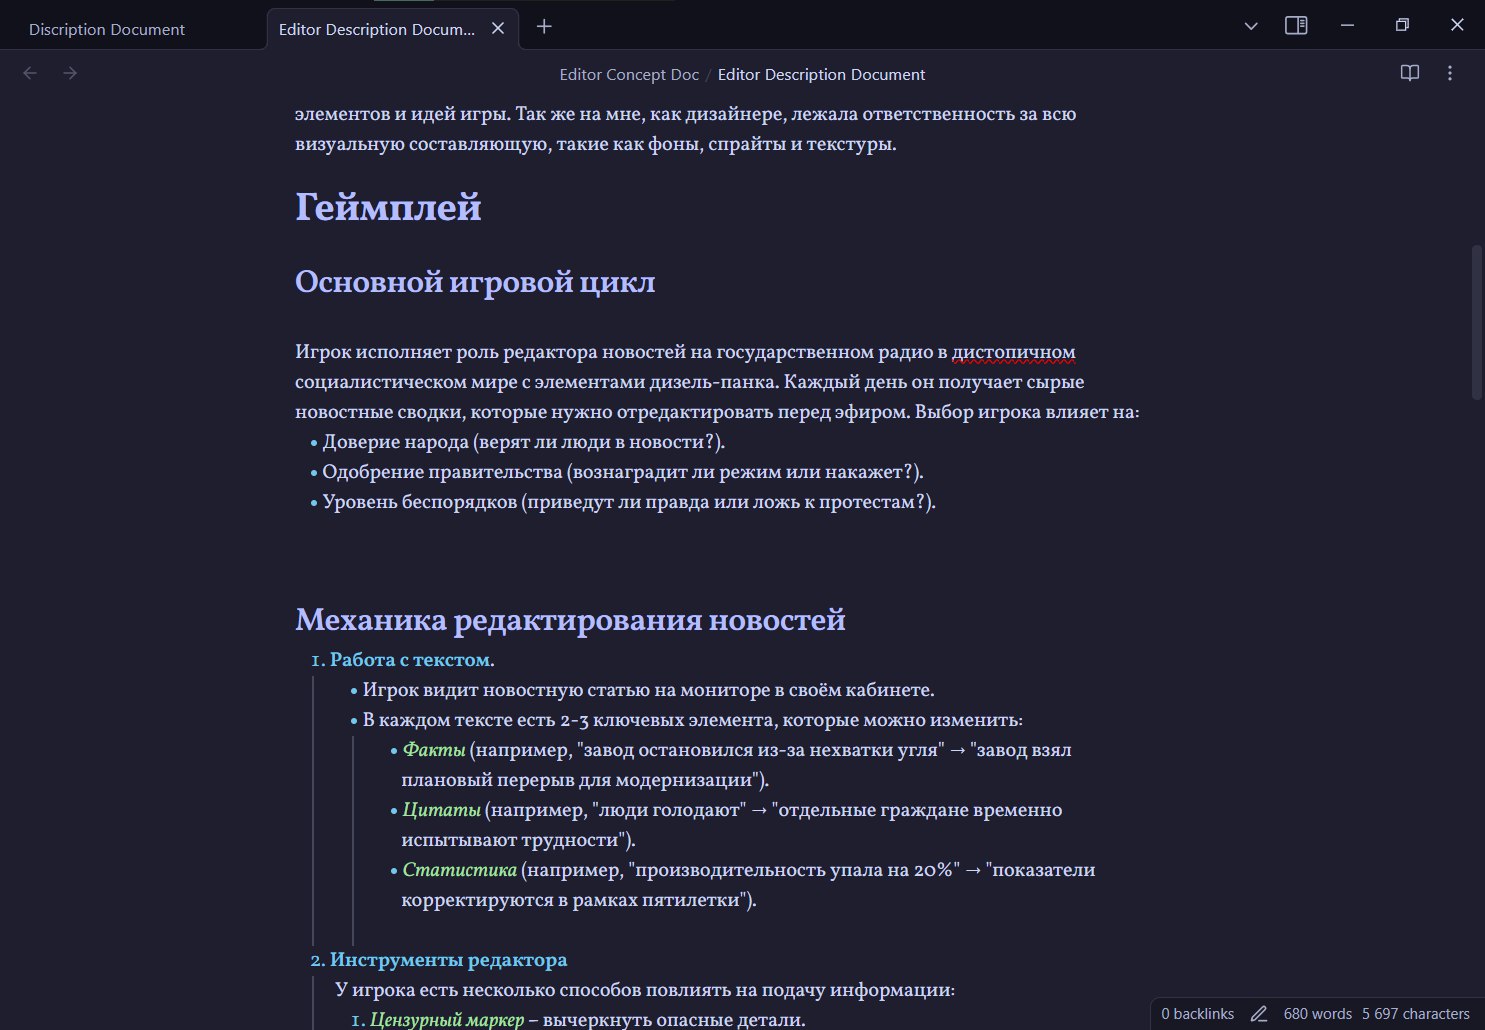 Discription Document
Editor Description Docum...
Editor Concept Doc / Editor Description Document
элементов и идей игры. Так же на мне, как дизайнере, лежала ответственность за всю
визуальную составляющую, такие как фоны, спрайты и текстуры.
Геймплей
Основной игровой цикл
Игрок исполняет роль редактора новостей на государственном радио в дистопичном
социалистическом мире с элементами дизель-панка. Каждый день он получает сырые
новостные сводки, которые нужно отредактировать перед эфиром. Выбор игрока влияет на:
• Доверие народа (верят ли люди в новости?).
• Одобрение правительства (вознаградит ли режим или накажет?).
• Уровень беспорядков (приведут ли правда или ложь к протестам?).
Механика редактирования новостей
1. Работа с текстом.
• Игрок видит новостную статью на мониторе в своём кабинете.
• В каждом тексте есть 2-3 ключевых элемента, которые можно изменить:
• Факты (например, "завод остановился из-за нехватки угля" → "завод взял
плановый перерыв для модернизации").
• Цитаты (например, "люди голодают" → "отдельные граждане временно
испытывают трудности").
• Статистика (например, "производительность упала на 20%" → "показатели
корректируются в рамках пятилетки").
2. Инструменты редактора
У игрока есть несколько способов повлиять на подачу информации:
1. Цензурный маркер – вычеркнуть опасные детали.
0 backlinks 680 words 5 697 characters